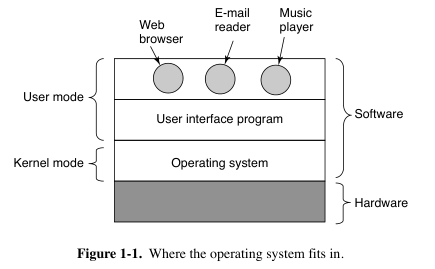 Web
browser
E-mail
reader
Music
player
User mode
User interface program
Software
Kernel mode
Operating system
Hardware
Figure 1-1. Where the operating system fits in.